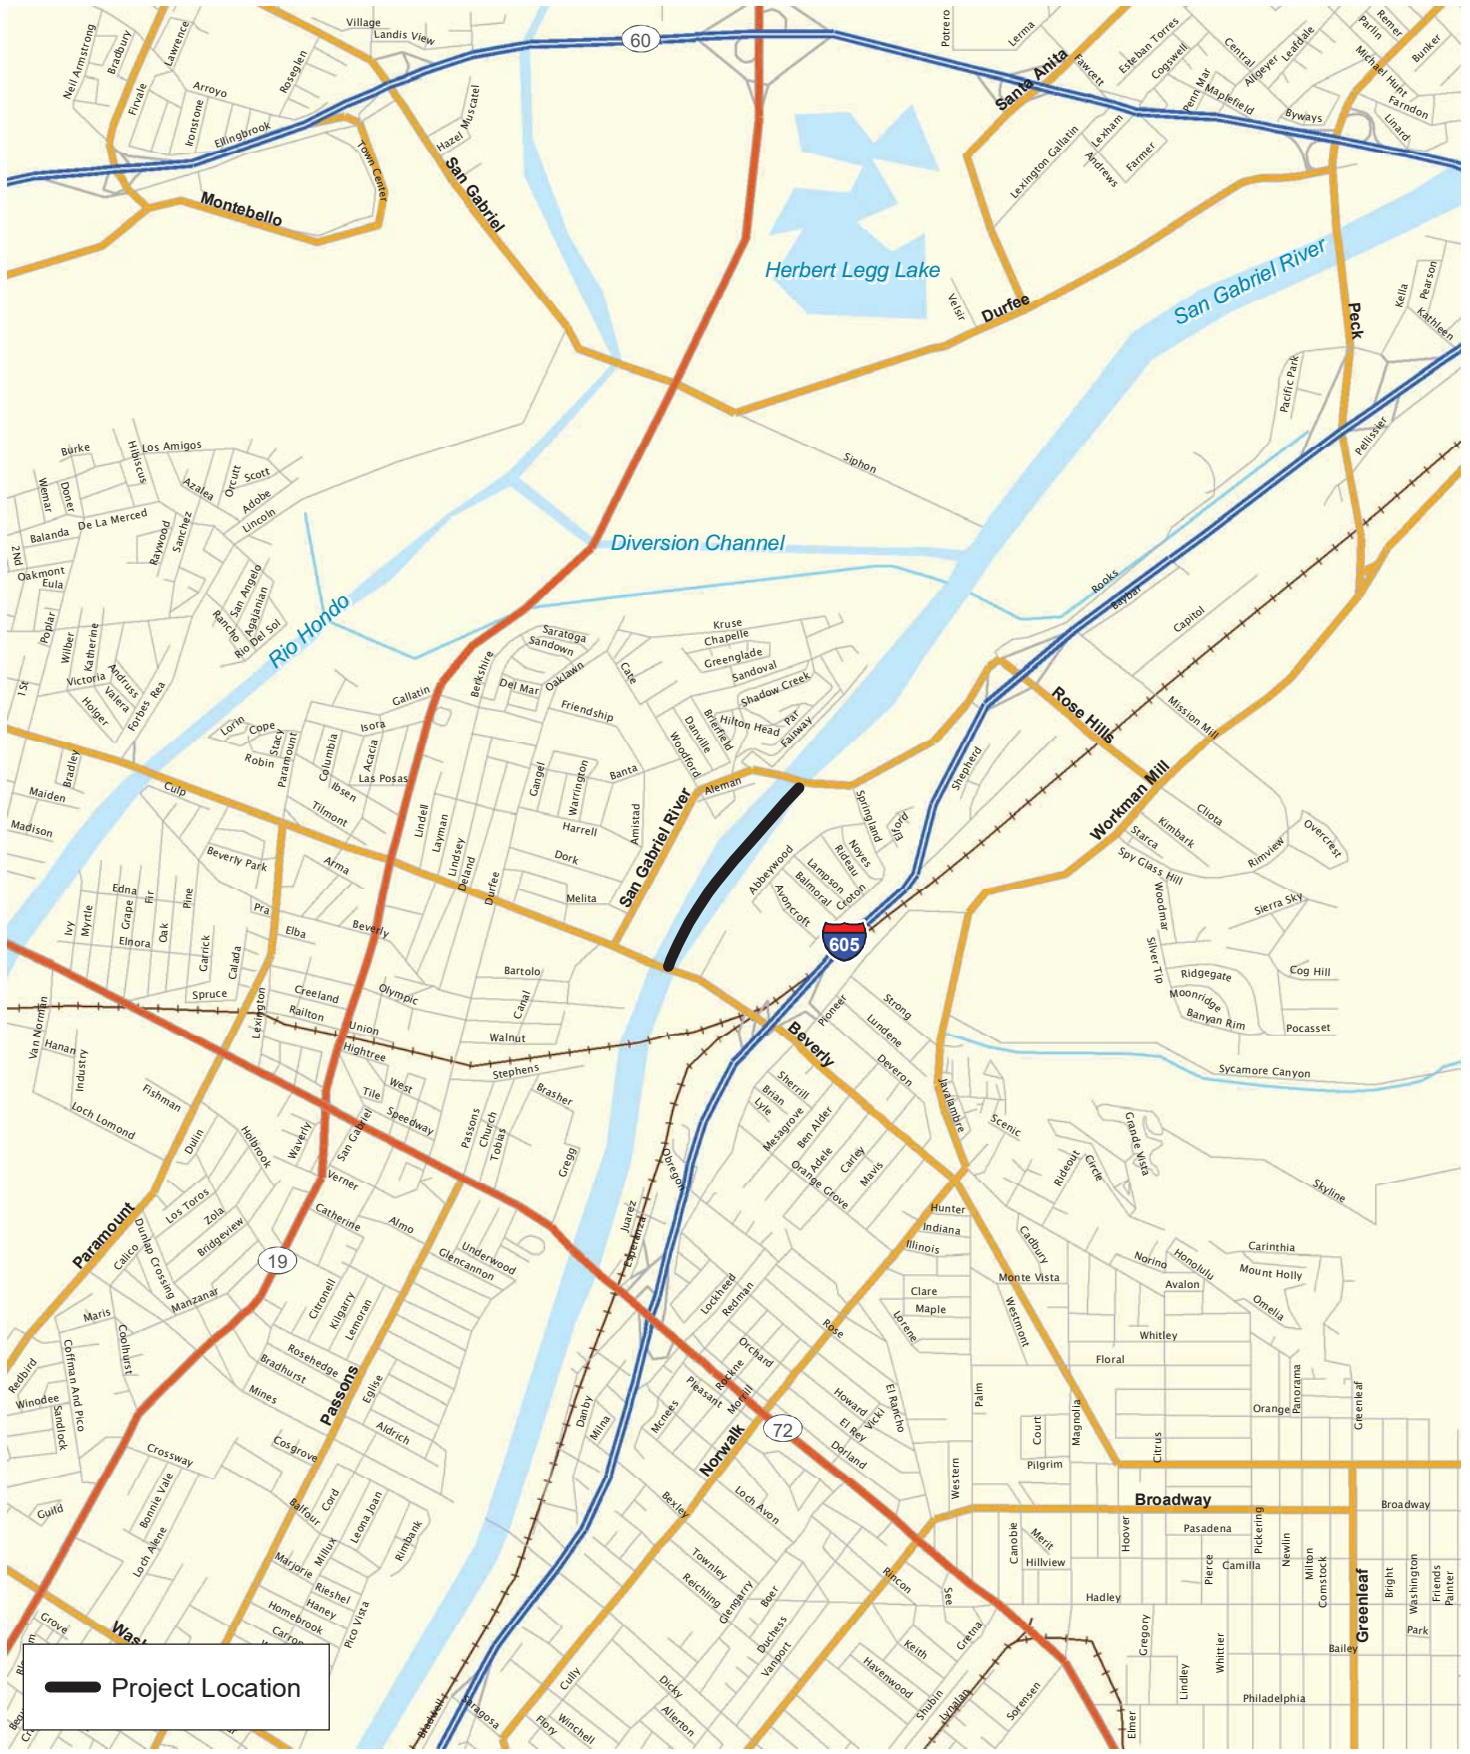 Village
Landis View
60
Potrero
Lerma
Esteban Torres
Cogswell
Central
Allgeyer
Leafdale
Parlin
Remer
Bunker
Michael Hunt
Farndon
Linard
Byways
Maplefield
Penn Mar
Fawcett
Santa Anita
Lexham
Andrews
Farmer
Lexington Gallatin
Neil Armstrong
Bradbury
Lawrence
Firvale
Arroyo
Ironstone
Roseglen
Ellingbrook
Town Center
Hazel
Muscatel
Montebello
San Gabriel
Herbert Legg Lake
San Gabriel River
Velsir
Durfee
Peck
Kella
Pearson
Kathleen
Pacific Park
Pellissier
Siphon
Burke
Hibiscus
Los Amigos
Wemar
Doner
Azalea
Orcutt
Scott
Adobe
Lincoln
De La Merced
Balanda
Raywood
Sanchez
2Nd
Oakmont
Eula
San Angelo
Agajanian
Rancho
Rio Del Sol
Poplar
Wilber
Katherine
Victoria
Andruss
Valera
Holger
Forbes
Rea
1 St
Rio Hondo
Diversion Channel
Rooks
Baybar
Capitol
Mission Mill
Rose Hills
Workman Mill
Shepherd
Kruse
Chapelle
Greenglade
Sandoval
Shadow Creek
Hilton Head
Par
Fairway
Brierfield
Danville
Woodford
Cate
Saratoga
Sandown
Oaklawn
Del Mar
Berkshire
Friendship
Gallatin
Isora
Acacia
Las Posas
Columbia
Ibsen
Tilmont
Lorin
Cope
Stacy
Robin
Paramount
Bradley
Maiden
Madison
Culp
Beverly Park
Arma
Lindell
Layman
Lindsey
Deland
Durfee
Gangel
Warrington
Banta
Harrell
Amistad
Dork
Melita
Aleman
San Gabriel River
Springland
Elford
Noyes
Rideau
Lampson
Balmoral
Croton
Abbeywood
Avoncroft
605
Cliota
Kimbark
Starca
Spy Glass Hill
Rimview
Overcrest
Woodmar
Sierra Sky
Silver Tip
Ridgegate
Moonridge
Banyan Rim
Cog Hill
Pocasset
Sycamore Canyon
Edna
Fir
Pine
Ivy
Myrtle
Grape
Oak
Elnora
Garrick
Calada
Spruce
Pra
Elba
Beverly
Bartolo
Canal
Walnut
Olympic
Creeland
Railton
Union
Hightree
Lexington
Stephens
Van Norman
Hanan
Industry
Loch Lomond
Fishman
Dulin
Holbrook
Waverly
San Gabriel
Tile
West
Speedway
Passons
Church
Tobias
Brasher
Gregg
Verner
Catherine
Almo
Underwood
Glencannon
Pioneer
Strong
Lundene
Deveron
Beverly
Sherrill
Brian
Lyle
Mesagrove
Ben Alder
Adele
Carley
Mavis
Orange Grove
Javalambre
Scenic
Grande Vista
Rideout
Circle
Skyline
Obregon
Juarez
Esperanza
Paramount
Los Toros
Zola
Bridgeview
Dunlap Crossing
Calico
Manzanar
Maris
Coolhurst
Coffman And Pico
Redbird
Winodee
Sandlock
19
Citronell
Kilgarry
Lemoran
Rosehedge
Bradhurst
Mines
Passons
Eglise
Aldrich
Cosgrove
Crossway
Bonnie Vale
Loch Alene
Guild
Balfour
Cord
Leona Joan
Millux
Marjorie
Rimbank
Rieshel
Haney
Homebrook
Pico Vista
Grove
Hunter
Indiana
Illinois
Clare
Maple
Lorene
Cadbury
Monte Vista
Westmont
Norino
Honolulu
Avalon
Carinthia
Mount Holly
Omelia
Whitley
Floral
Lockheed
Redman
Rose
Orchard
Rockne
Morrill
Pleasant
Mcnees
Danby
Milna
Norwalk
72
Howard
Vicki
El Rey
Dorland
El Rancho
Palm
Court
Magnolia
Pilgrim
Western
Citrus
Orange
Panorama
Greenleaf
Bexley
Loch Avon
Townley
Reichling
Glengarry
Boer
Duchess
Vanport
Broadway
Broadway
Canobie
Merit
Hillview
Hoover
Pasadena
Pierce
Camilla
Pickering
Newlin
Milton
Comstock
Greenleaf
Bright
Washington
Friends
Painter
Park
Bailey
Hadley
Rincon
See
Gretna
Keith
Havenwood
Shubin
Lynalan
Sorensen
Gregory
Lindley
Whittier
Philadelphia
Elmer
Cully
Saragosa
Bladwell
Flory
Winchell
Dicky
Allerton
Project Location